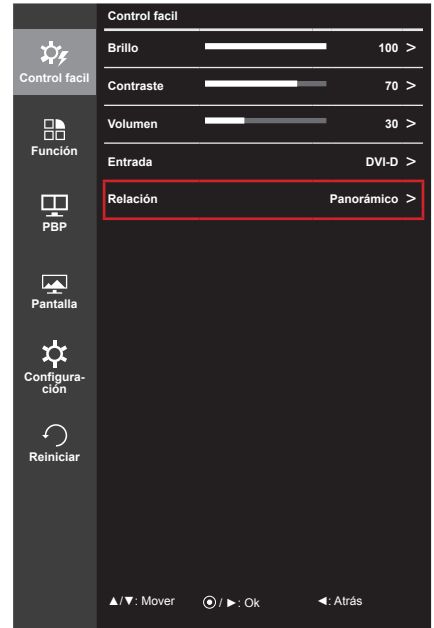 Control facil
Control facil
Función
PBP
Pantalla
Configura-
ción
Reiniciar
Brillo 100 >
Contraste 70 >
Volumen 30 >
Entrada DVI-D >
Relación Panorámico >
▲/▼: Mover ⦿/ ►: Ok ◄: Atrás